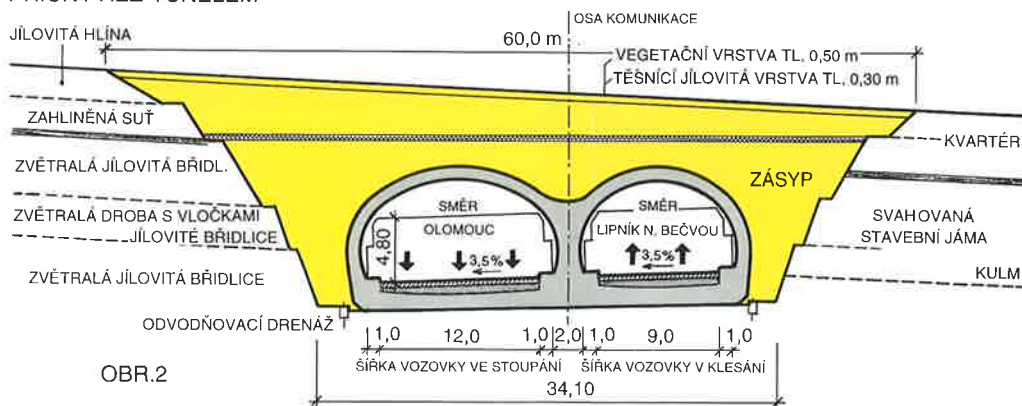 JÍLOVITÁ HLÍNA
OSA KOMUNIKACE
60,0 m
VEGETAČNÍ VRSTVA TL. 0,50 m
TĚSNÍCÍ JÍLOVITÁ VRSTVA TL. 0,30 m
ZAHLINĚNÁ SUŤ
KVARTÉR
ZVĚTRALÁ JÍLOVITÁ BŘIDL.
ZÁSYP
ZVĚTRALÁ DROBA S VLOČKAMI
JÍLOVITÉ BŘIDLICE
SMĚR
OLOMOUC
SMĚR
LIPNÍK N, BEČVOU
SVAHOVANÁ
STAVEBNÍ JÁMA
4,80
3,5%
3,5%
ZVĚTRALÁ JÍLOVITÁ BŘIDLICE
KULM
ODVODŇOVACÍ DRENÁŽ
1,0 12,0 1,0 2,0 1,0 9,0 1,0
ŠÍŘKA VOZOVKY VE STOUPÁNÍ ŠÍŘKA VOZOVKY V KLESÁNÍ
OBR.2
34,10